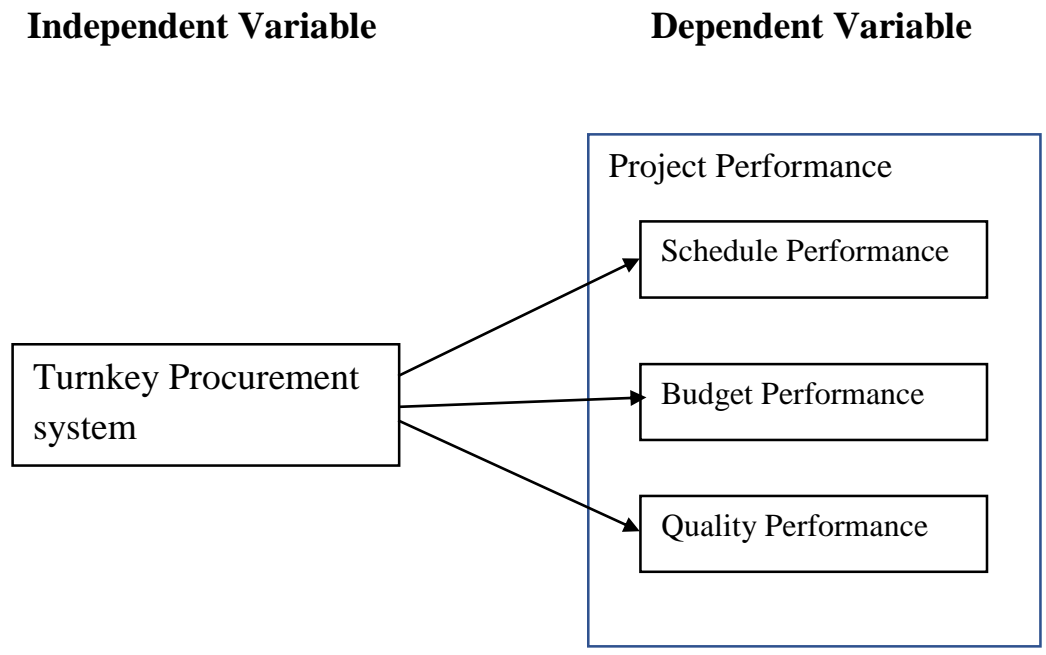 Independent Variable
Dependent Variable
Project Performance
Schedule Performance
Turnkey Procurement
system
Budget Performance
Quality Performance